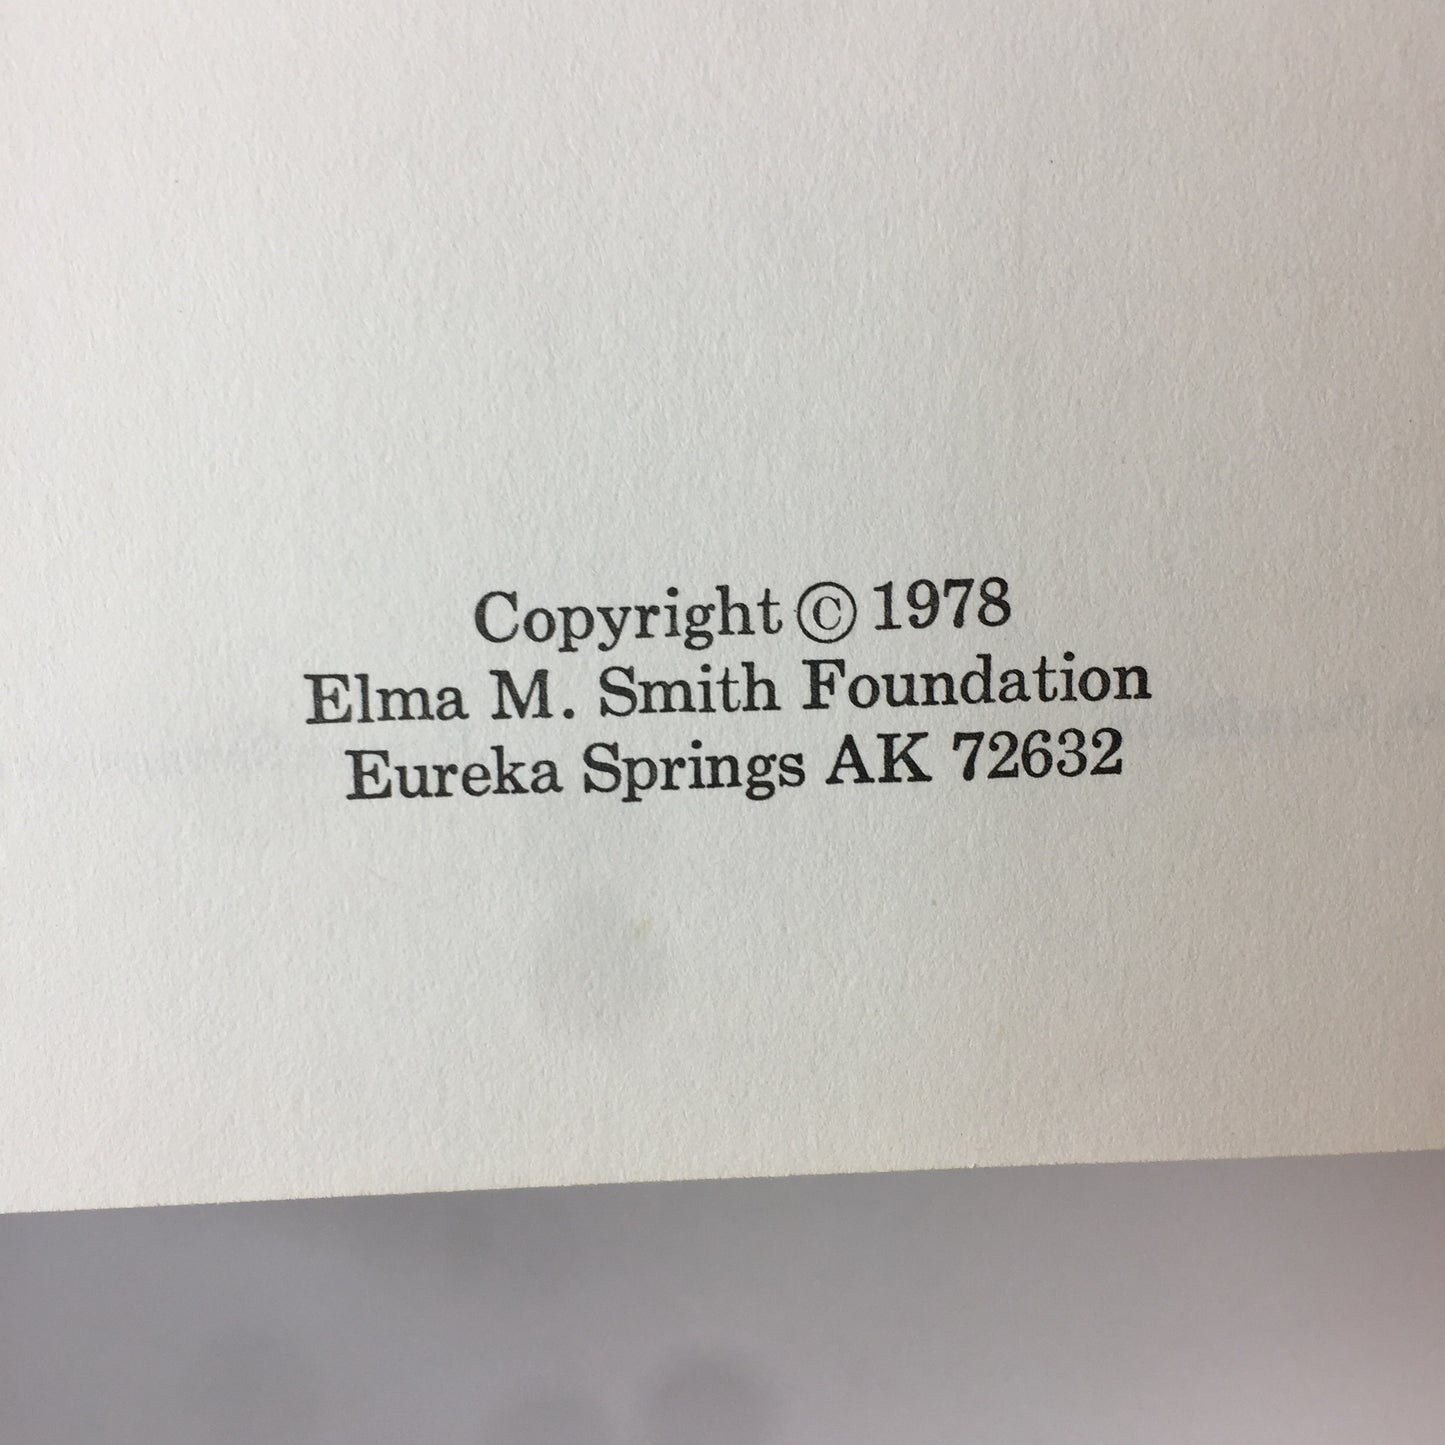 Copyright © 1978
Elma M. Smith Foundation
Eureka Springs AK 72632